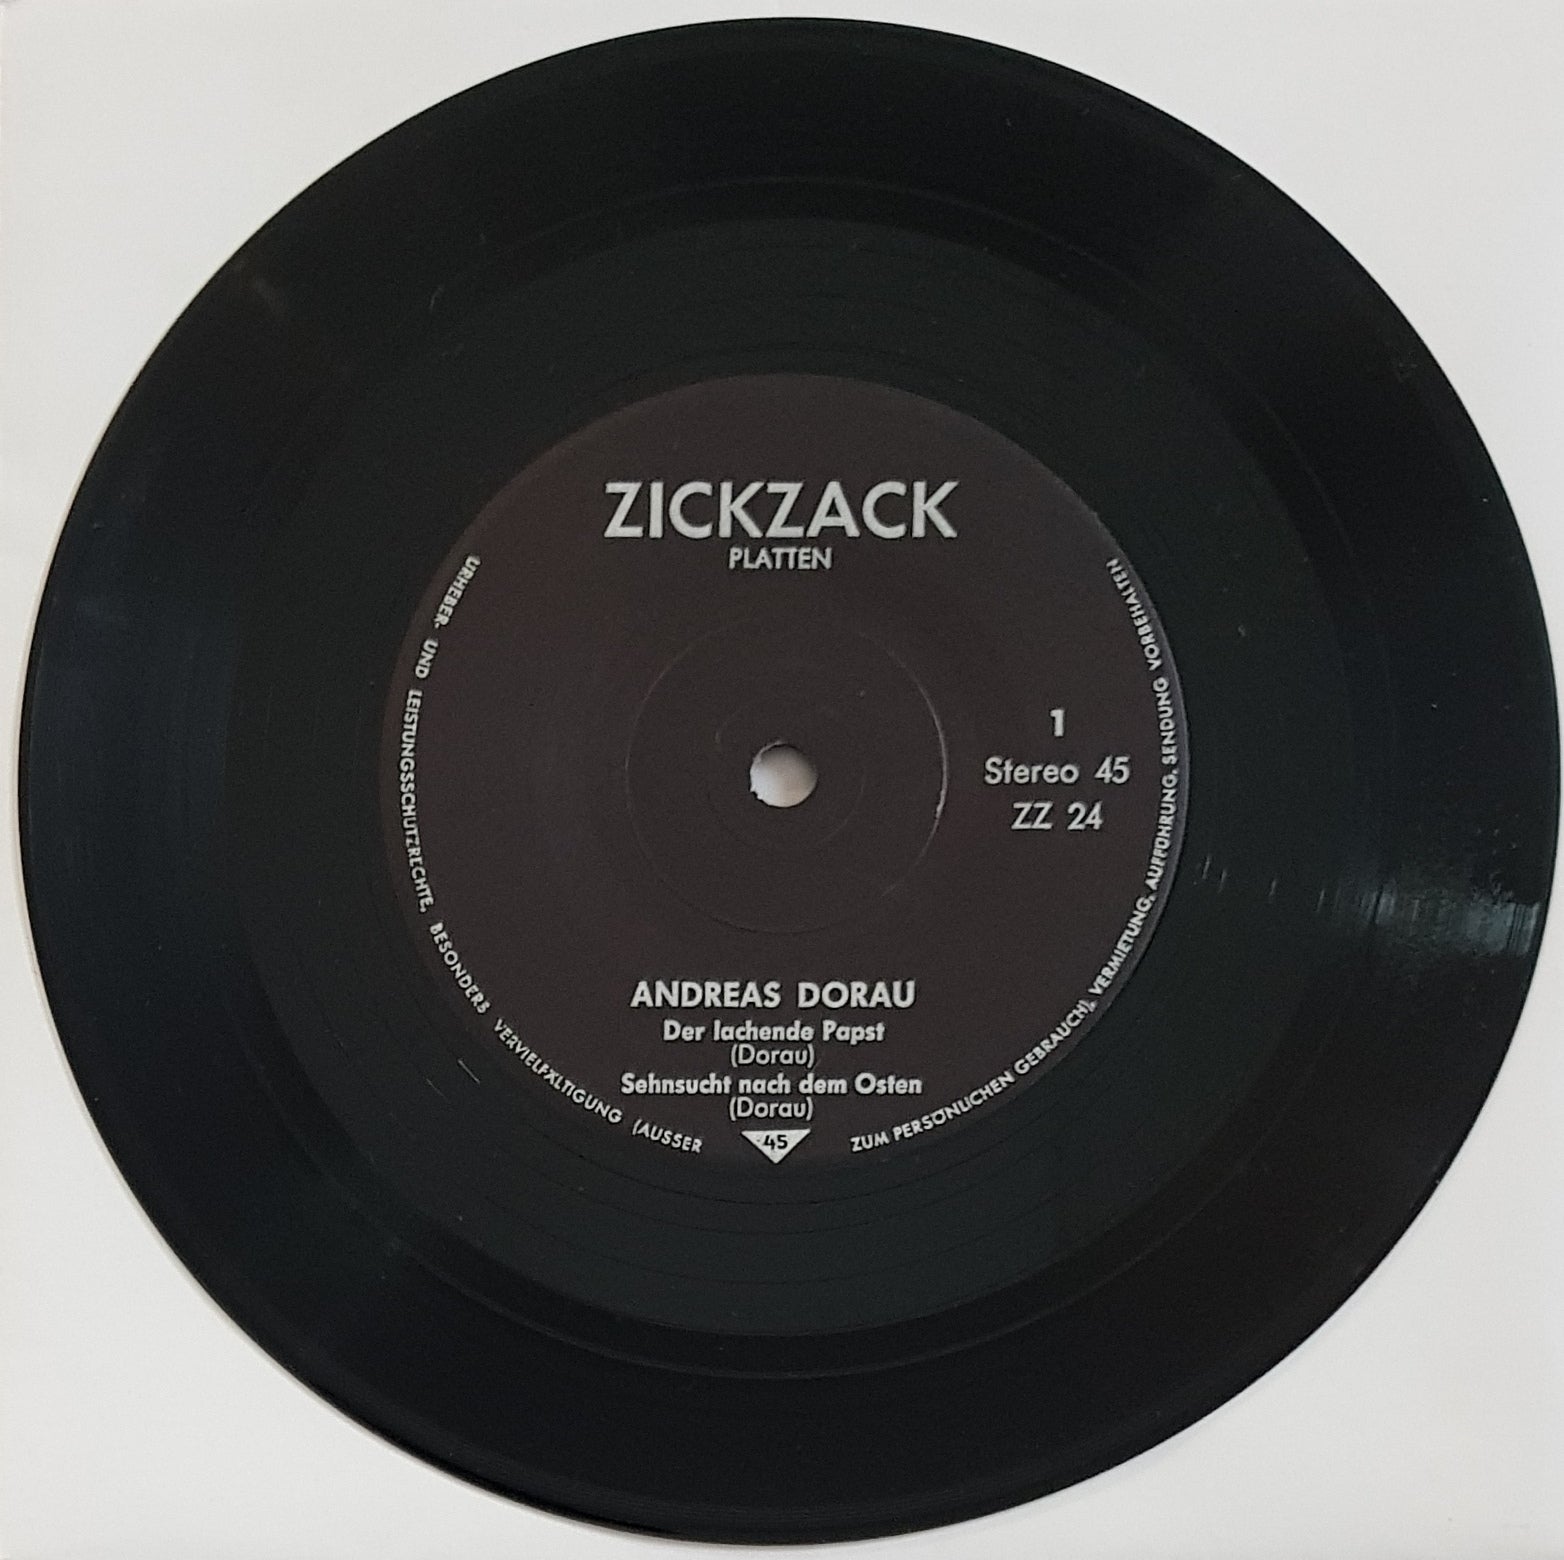 ZICKZACK
PLATTEN
1
Stereo 45
ZZ 24
ANDREAS DORAU
Der lachende Papst
(Dorau)
Sehnsucht nach dem Osten
(Dorau)
45
URHEBER- UND LEISTUNGSSCHUTZRECHTE, BESONDERS VERVIELFÄLTIGUNG (AUSSER ZUM PERSÖNLICHEN GEBRAUCH), VERMIETUNG, AUFFÜHRUNG, SENDUNG VORBEHALTEN